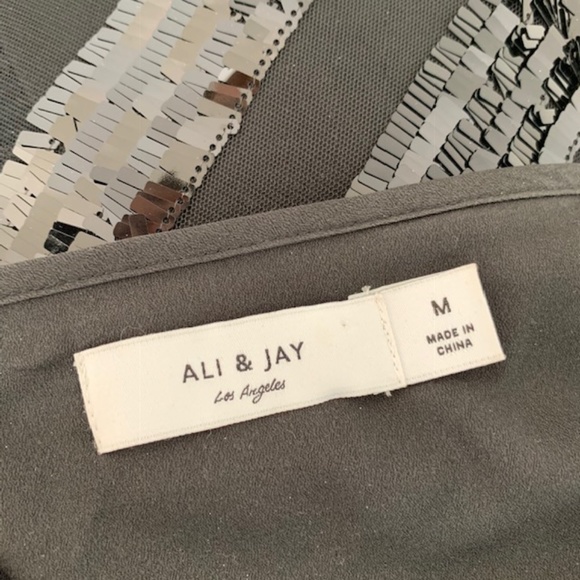 ALI & JAY
Los Angeles
M
MADE IN
CHINA